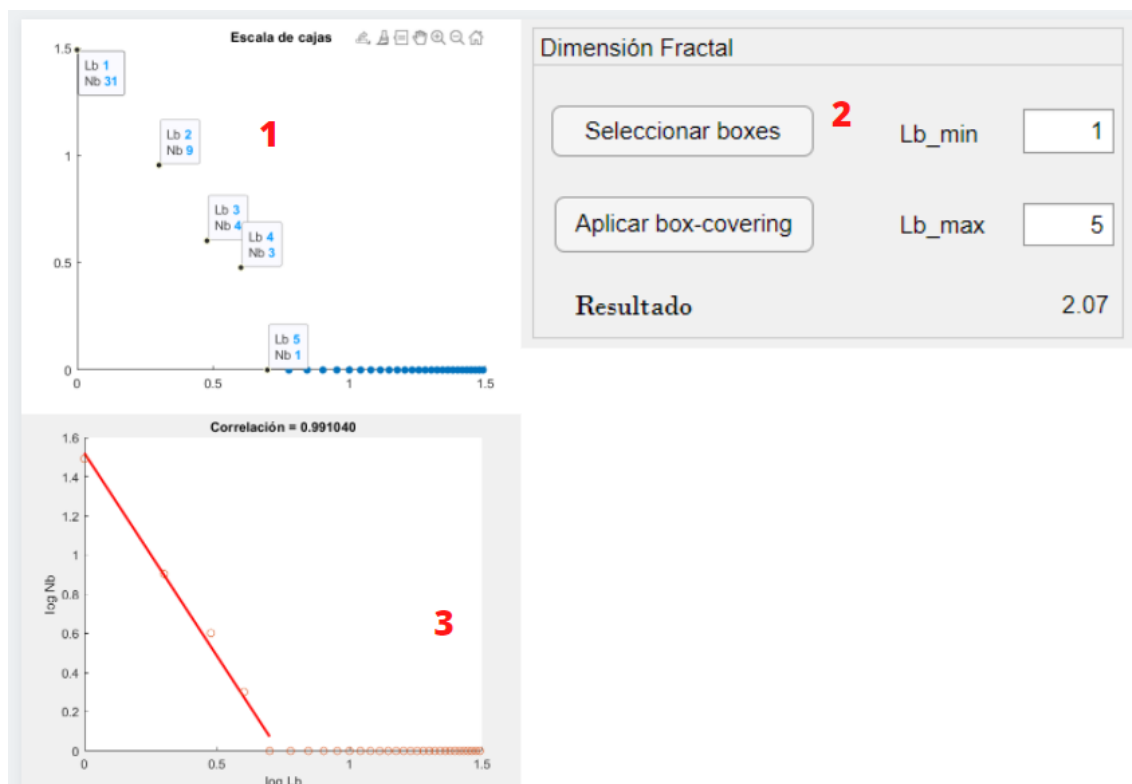 Escala de cajas
1.5
Lb 1
Nb 31
1
Lb 2
Nb 9
1
Lb 3
Nb 4
Lb 4
Nb 3
0.5
Lb 5
Nb 1
0
0 0.5 1 1.5
Dimensión Fractal
Seleccionar boxes
2
Lb_min 1
Aplicar box-covering
Lb_max 5
Resultado 2.07
Correlación = 0.991040
1.6
1.4
1.2
1
0.8
log Nb
3
0.6
0.4
0.2
0
0 0.5 1 1.5
log Lb